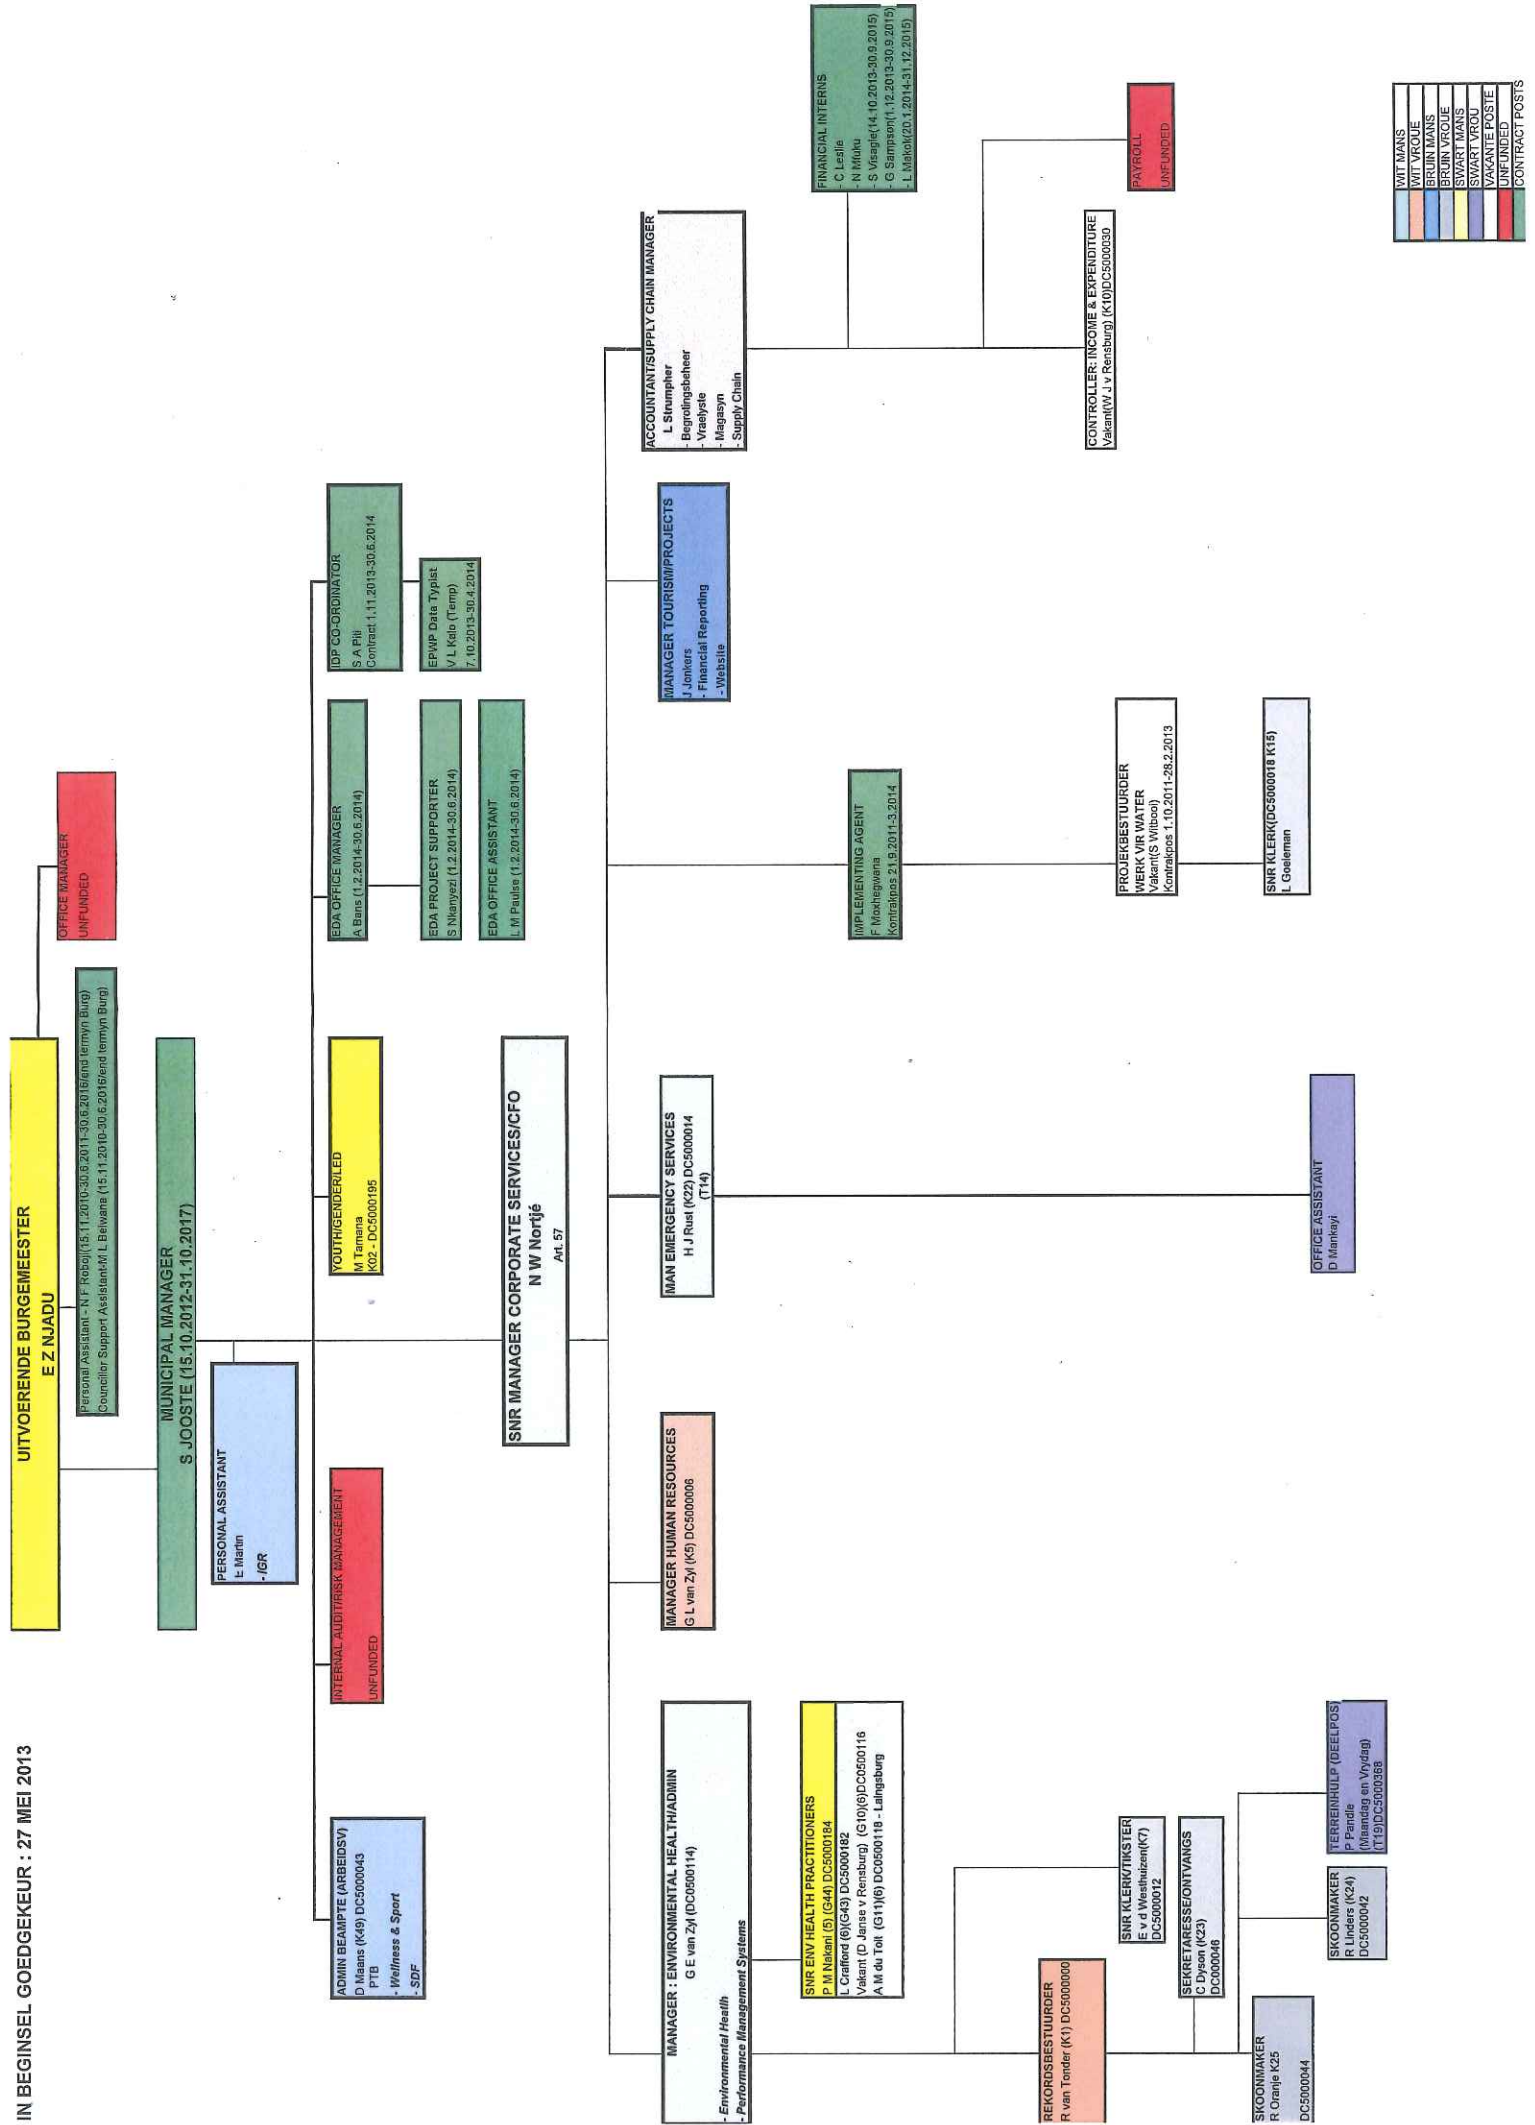 IN BEGINSEL GOEDGEKEUR : 27 MEI 2013
UITVOERENDE BURGEMEESTER
E Z NJADU
OFFICE MANAGER
UNFUNDED
Personal Assistant - N F Roboji(15.11.2010-30.6.2011-30.6.2016/end termyn Burg)
Councillor Support Assistant-M L Beiwana (15.11.2010-30.6.2016/end termyn Burg)
MUNICIPAL MANAGER
S JOOSTE (15.10.2012-31.10.2017)
PERSONAL ASSISTANT
E Martin
- IGR
ADMIN BEAMPTE (ARBEIDSV)
D Maans (K49) DC5000043
PTB
- Wellness & Sport
- SDF
INTERNAL AUDIT/RISK MANAGEMENT
UNFUNDED
YOUTH/GENDER/LED
M Tamana
K02 - DC5000195
EDA OFFICE MANAGER
A Bans (1.2.2014-30.6.2014)
EDA PROJECT SUPPORTER
S Nkanyezi (1.2.2014-30.6.2014)
EDA OFFICE ASSISTANT
L M Paulse (1.2.2014-30.6.2014)
IDP CO-ORDINATOR
S A Piti
Contract 1.11.2013-30.6.2014
EPWP Data Typist
V L Kalo (Temp)
7.10.2013-30.4.2014
SNR MANAGER CORPORATE SERVICES/CFO
N W Nortjé
Art. 57
MANAGER : ENVIRONMENTAL HEALTH/ADMIN
G E van Zyl (DC0500114)
- Environmental Heatlh
- Performance Management Systems
SNR ENV HEALTH PRACTITIONERS
P M Nakani (5) (G44) DC5000184
L Crafford (6)(G43) DC5000182
Vakant (D Janse v Rensburg) (G10)(6)DC0500116
A M du Toit (G11)(6) DC0500118 - Laingsburg
REKORDSBESTUURDER
R van Tonder (K1) DC5000000
SNR KLERK/TIKSTER
E v d Westhuizen(K7)
DC5000012
SEKRETARESSE/ONTVANGS
C Dyson (K23)
DC000046
SKOONMAKER
R Oranje K25
DC5000044
SKOONMAKER
R Linders (K24)
DC5000042
TERREINHULP (DEELPOS)
P Pandle
(Maandag en Vrydag)
(T19)DC5000368
MANAGER HUMAN RESOURCES
G L van Zyl (K5) DC5000006
MAN EMERGENCY SERVICES
H J Rust (K22) DC5000014
(T14)
OFFICE ASSISTANT
D Mankayi
IMPLEMENTING AGENT
F Moxhegwana
Kontrakpos 21.9.2011-3.2014
PROJEKBESTUURDER
WERK VIR WATER
Vakant(S Witbooi)
Kontrakpos 1.10.2011-28.2.2013
SNR KLERK(DC5000018 K15)
L Goeieman
MANAGER TOURISM/PROJECTS
J Jonkers
- Financial Reporting
- Website
ACCOUNTANT/SUPPLY CHAIN MANAGER
L Strumpher
- Begrotingsbeheer
- Vraelyste
- Magasyn
- Supply Chain
FINANCIAL INTERNS
- C Leslie
- N Mfuku
- S Visagie(14.10.2013-30.9.2015)
- G Sampson(1.12.2013-30.9.2015)
- L Makok(20.1.2014-31.12.2015)
PAYROLL
UNFUNDED
CONTROLLER: INCOME & EXPENDITURE
Vakant(W J v Rensburg) (K10)DC5000030
WIT MANS
WIT VROUE
BRUIN MANS
BRUIN VROUE
SWART MANS
SWART VROU
VAKANTE POSTE
UNFUNDED
CONTRACT POSTS